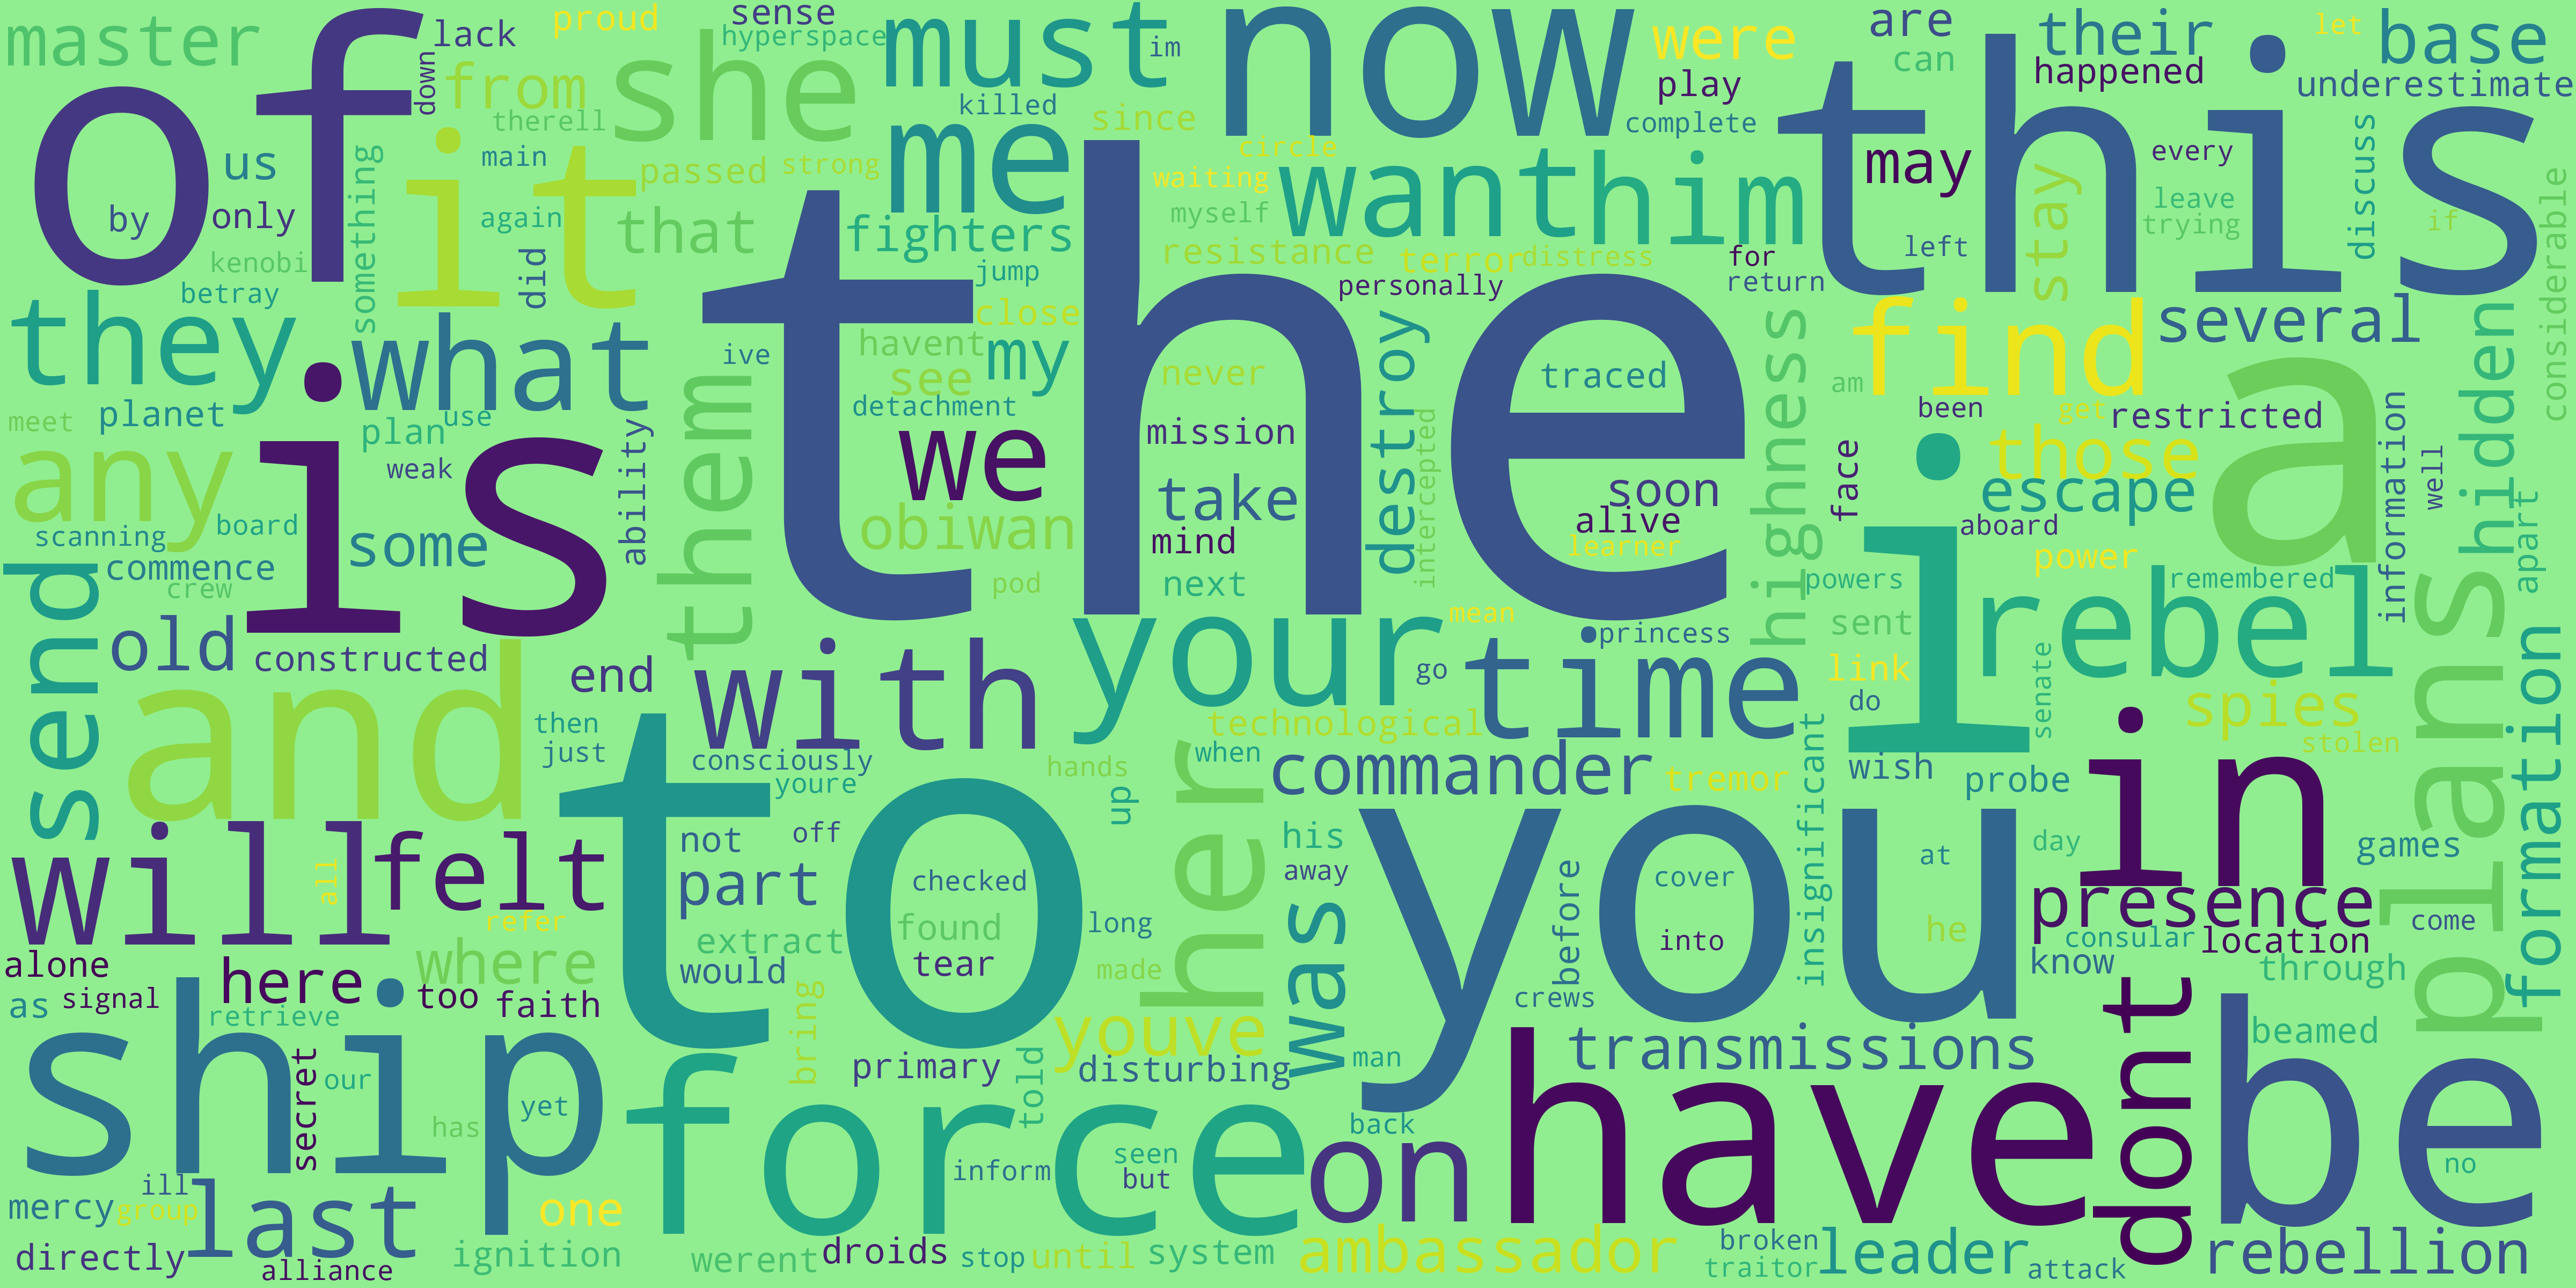 master
of
lack
proud
sense
hyperspace
down
from
it
therell
she
must
im
now
were
are
can
their
happened
let
base
underestimate
this
play
complete
killed
me
since
us
by
only
something
main
again
did
passed
strong
that
fighters
circle
waiting
myself
want
him
resistance
terror
distress
personally
for
return
may
every
stay
leave
trying
discuss
if
considerable
left
kenobi
betray
they
what
is
the
ive
jump
close
havent
my
see
detachment
never
destroy
traced
highness
find
several
hidden
a
am
been
get
restricted
those
meet
planet
plan
use
any
weak
ability
them
we
mission
take
obiwan
mind
intercepted
soon
alive
learner
face
i
escape
aboard
power
information
well
apart
scanning
board
some
commence
crew
send
pod
next
powers
remembered
rebel
old
constructed
end
and
with
your
mean
princess
go
time
sent
link
do
senate
spies
stolen
plans
formation
then
just
to
consciously
youre
technological
when
hands
up
her
commander
tremor
insignificant
wish
probe
in
will
all
felt
refer
not
off
part
checked
found
tear
extract
would
long
made
his
away
was
you
before
cover
into
at
he
day
games
presence
consular
location
come
know
through
alone
as
signal
here
where
too
faith
retrieve
ship
secret
our
has
yet
bring
primary
told
youve
disturbing
man
crews
transmissions
dont
beamed
be
force
inform
seen
but
back
on
have
no
mercy
ill
group
last
one
directly
alliance
ignition
werent
droids
stop
until
system
ambassador
broken
traitor
leader
attack
rebellion